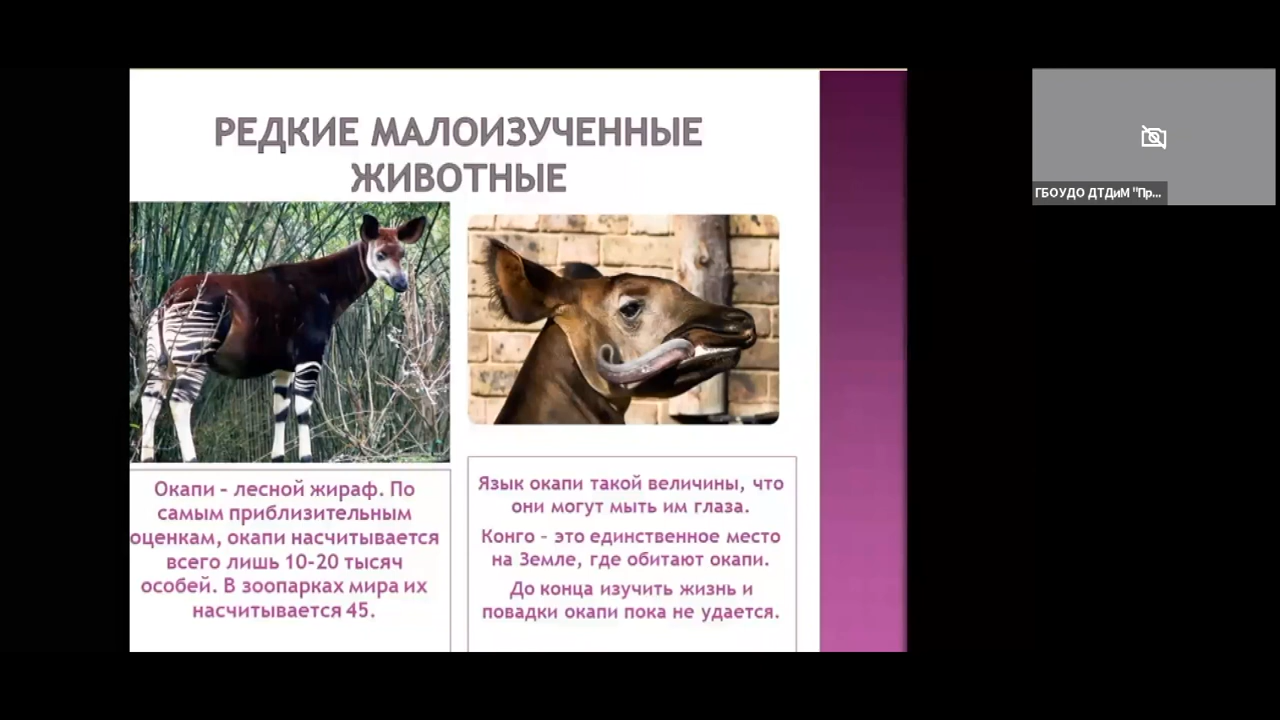 РЕДКИЕ МАЛОИЗУЧЕННЫЕ
ЖИВОТНЫЕ
Окапи – лесной жираф. По
самым приблизительным
оценкам, окапи насчитывается
всего лишь 10-20 тысяч
особей. В зоопарках мира их
насчитывается 45.
Язык окапи такой величины, что
они могут мыть им глаза.
Конго – это единственное место
на Земле, где обитают окапи.
До конца изучить жизнь и
повадки окапи пока не удается.
ГБОУДО ДТДиМ "Пр...